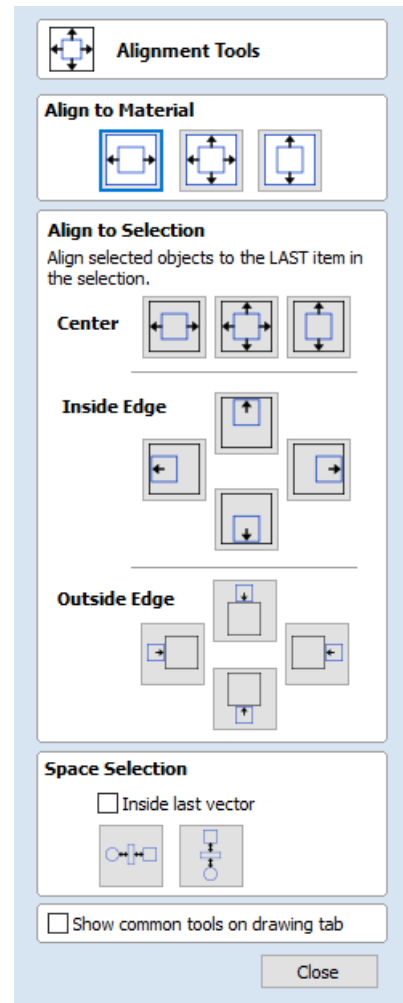 Alignment Tools
Align to Material
Align to Selection
Align selected objects to the LAST item in
the selection.
Center
Inside Edge
Outside Edge
Space Selection
Inside last vector
Show common tools on drawing tab
Close